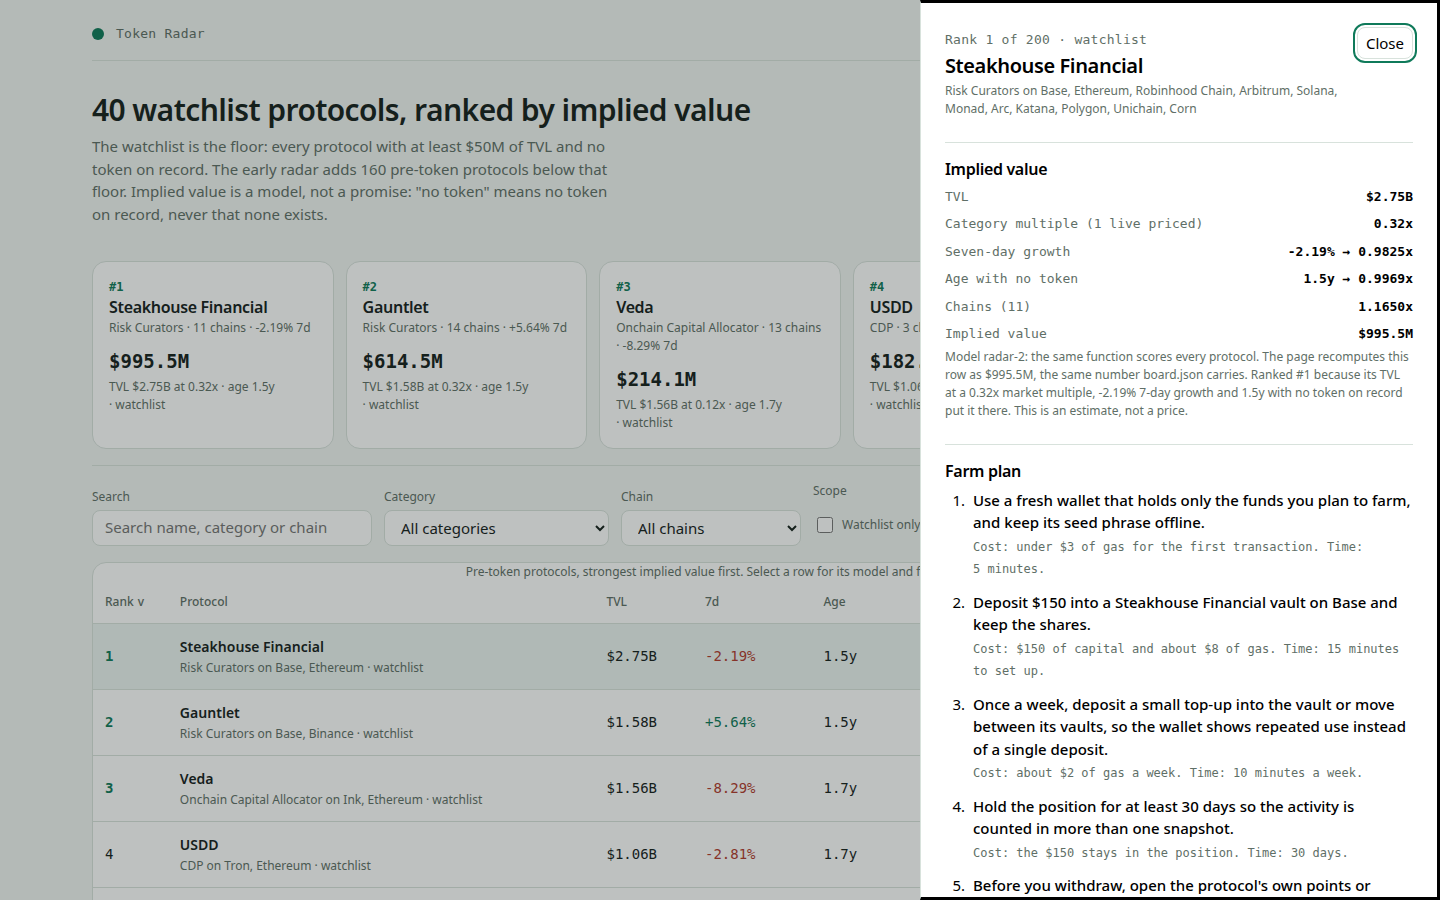 Token Radar
40 watchlist protocols, ranked by implied value
The watchlist is the floor: every protocol with at least $50M of TVL and no
token on record. The early radar adds 160 pre-token protocols below that
floor. Implied value is a model, not a promise: "no token" means no token
on record, never that none exists.
#1
Steakhouse Financial
Risk Curators · 11 chains · -2.19% 7d
$995.5M
TVL $2.75B at 0.32x · age 1.5y
· watchlist
#2
Gauntlet
Risk Curators · 14 chains · +5.64% 7d
$614.5M
TVL $1.58B at 0.32x · age 1.5y
· watchlist
#3
Veda
Onchain Capital Allocator · 13 chains
· -8.29% 7d
$214.1M
TVL $1.56B at 0.12x · age 1.7y
· watchlist
#4
USDD
CDP · 3 c
$182.
TVL $1.06
· watchlis
Search
Search name, category or chain
Category
All categories
Chain
All chains
Scope
Watchlist only
Pre-token protocols, strongest implied value first. Select a row for its model and f
Rank v Protocol TVL 7d Age
1 Steakhouse Financial $2.75B -2.19% 1.5y
Risk Curators on Base, Ethereum · watchlist
2 Gauntlet $1.58B +5.64% 1.5y
Risk Curators on Base, Binance · watchlist
3 Veda $1.56B -8.29% 1.7y
Onchain Capital Allocator on Ink, Ethereum · watchlist
4 USDD $1.06B -2.81% 1.7y
CDP on Tron, Ethereum · watchlist
Rank 1 of 200 · watchlist
Close
Steakhouse Financial
Risk Curators on Base, Ethereum, Robinhood Chain, Arbitrum, Solana,
Monad, Arc, Katana, Polygon, Unichain, Corn
Implied value
TVL $2.75B
Category multiple (1 live priced) 0.32x
Seven-day growth -2.19% → 0.9825x
Age with no token 1.5y → 0.9969x
Chains (11) 1.1650x
Implied value $995.5M
Model radar-2: the same function scores every protocol. The page recomputes this
row as $995.5M, the same number board.json carries. Ranked #1 because its TVL
at a 0.32x market multiple, -2.19% 7-day growth and 1.5y with no token on record
put it there. This is an estimate, not a price.
Farm plan
1. Use a fresh wallet that holds only the funds you plan to farm,
and keep its seed phrase offline.
Cost: under $3 of gas for the first transaction. Time:
5 minutes.
2. Deposit $150 into a Steakhouse Financial vault on Base and
keep the shares.
Cost: $150 of capital and about $8 of gas. Time: 15 minutes
to set up.
3. Once a week, deposit a small top-up into the vault or move
between its vaults, so the wallet shows repeated use instead
of a single deposit.
Cost: about $2 of gas a week. Time: 10 minutes a week.
4. Hold the position for at least 30 days so the activity is
counted in more than one snapshot.
Cost: the $150 stays in the position. Time: 30 days.
5. Before you withdraw, open the protocol's own points or